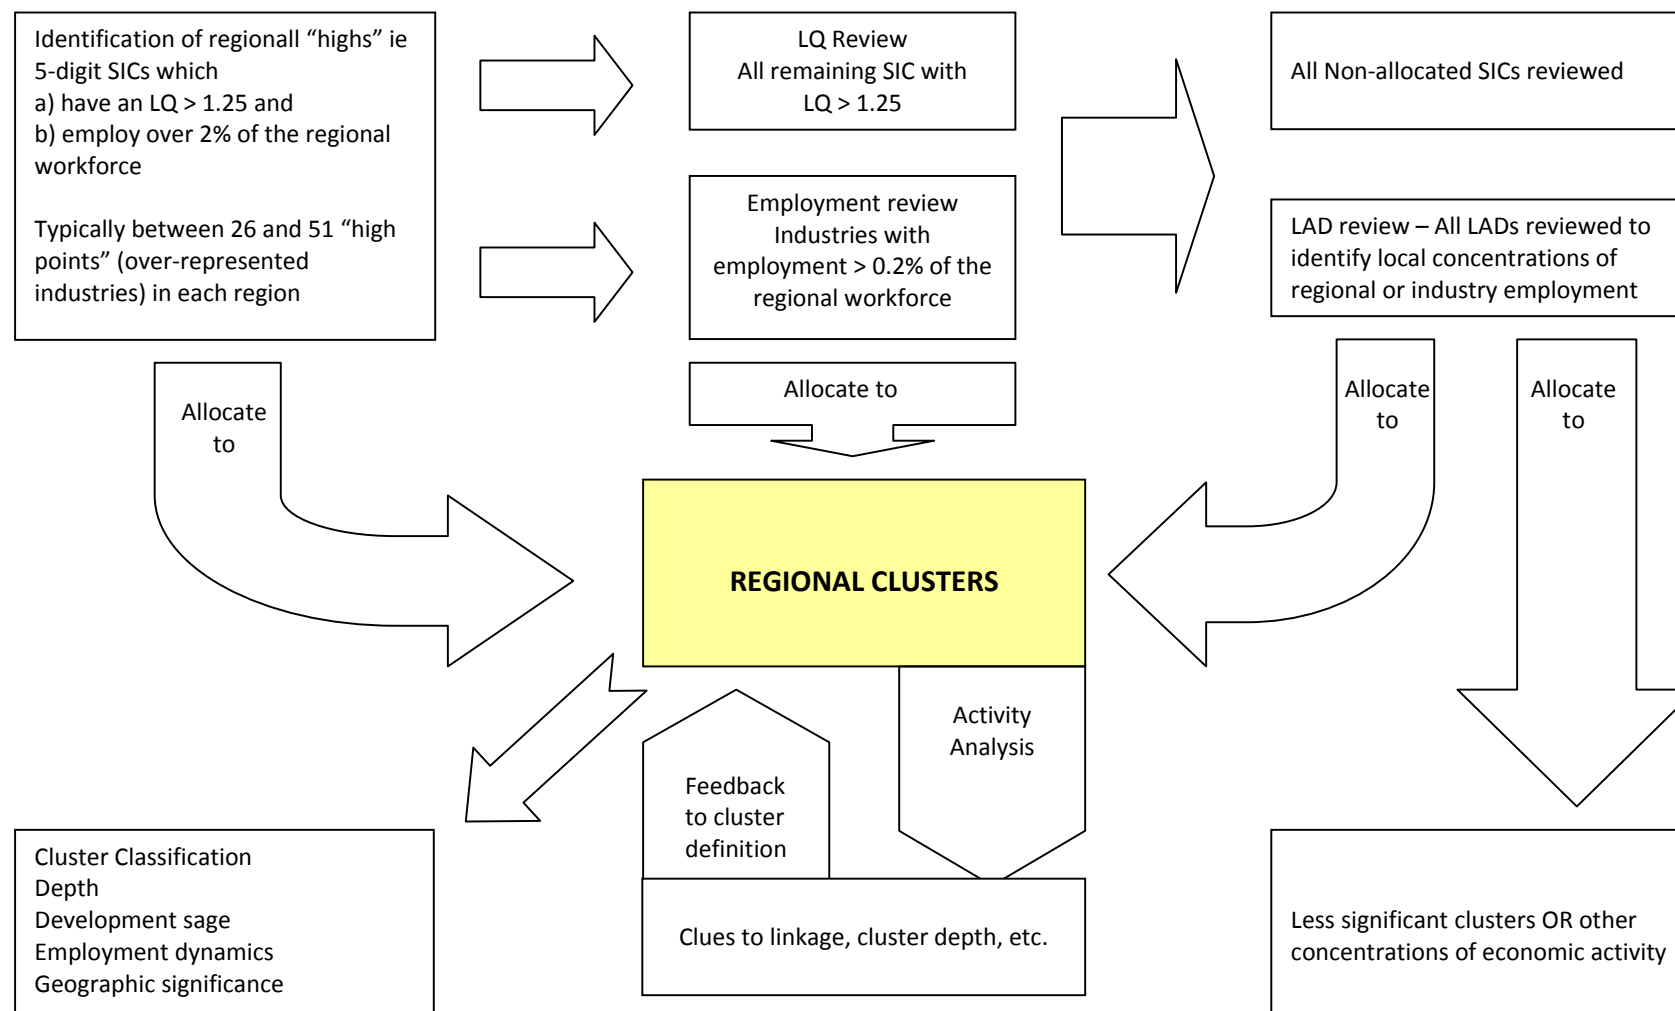 Identification of regionall “highs” ie
5-digit SICs which
a) have an LQ > 1.25 and
b) employ over 2% of the regional
workforce
Typically between 26 and 51 “high
points” (over-represented
industries) in each region
LQ Review
All remaining SIC with
LQ > 1.25
Employment review
Industries with
employment > 0.2% of the
regional workforce
All Non-allocated SICs reviewed
LAD review – All LADs reviewed to
identify local concentrations of
regional or industry employment
Allocate
to
Allocate to
Allocate
to
Allocate
to
REGIONAL CLUSTERS
Activity
Analysis
Feedback
to cluster
definition
Cluster Classification
Depth
Development sage
Employment dynamics
Geographic significance
Clues to linkage, cluster depth, etc.
Less significant clusters OR other
concentrations of economic activity